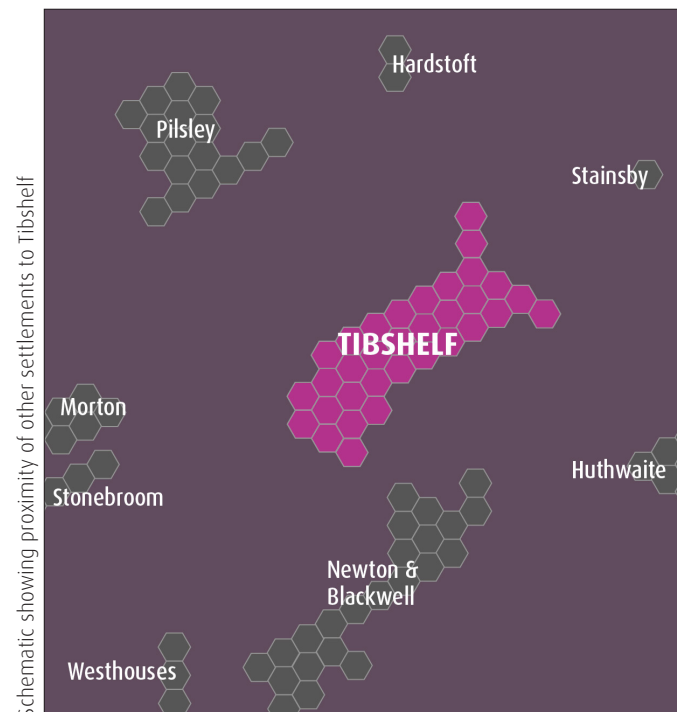 Schematic showing proximity of other settlements to Tibshelf
Hardstoft
Pilsley
Stainsby
TIBSHELF
Morton
Stonebroom
Huthwaite
Newton &
Blackwell
Westhouses